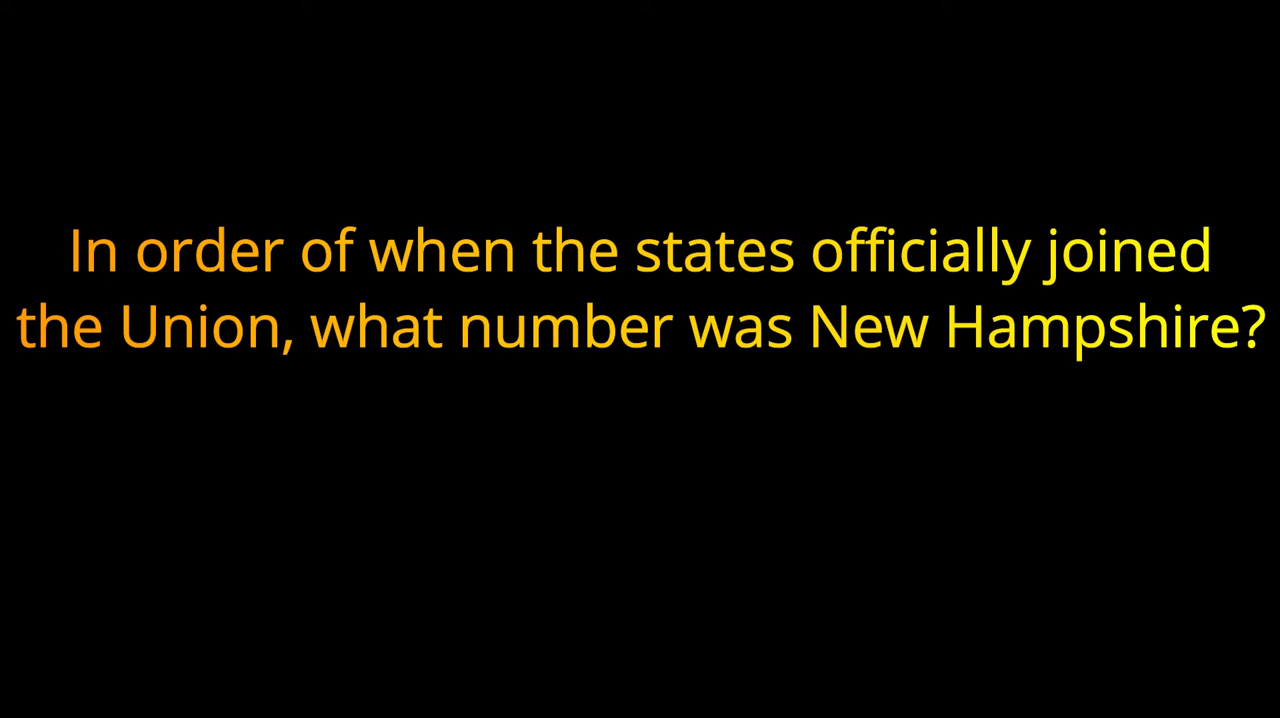 In order of when the states officially joined
the Union, what number was New Hampshire?